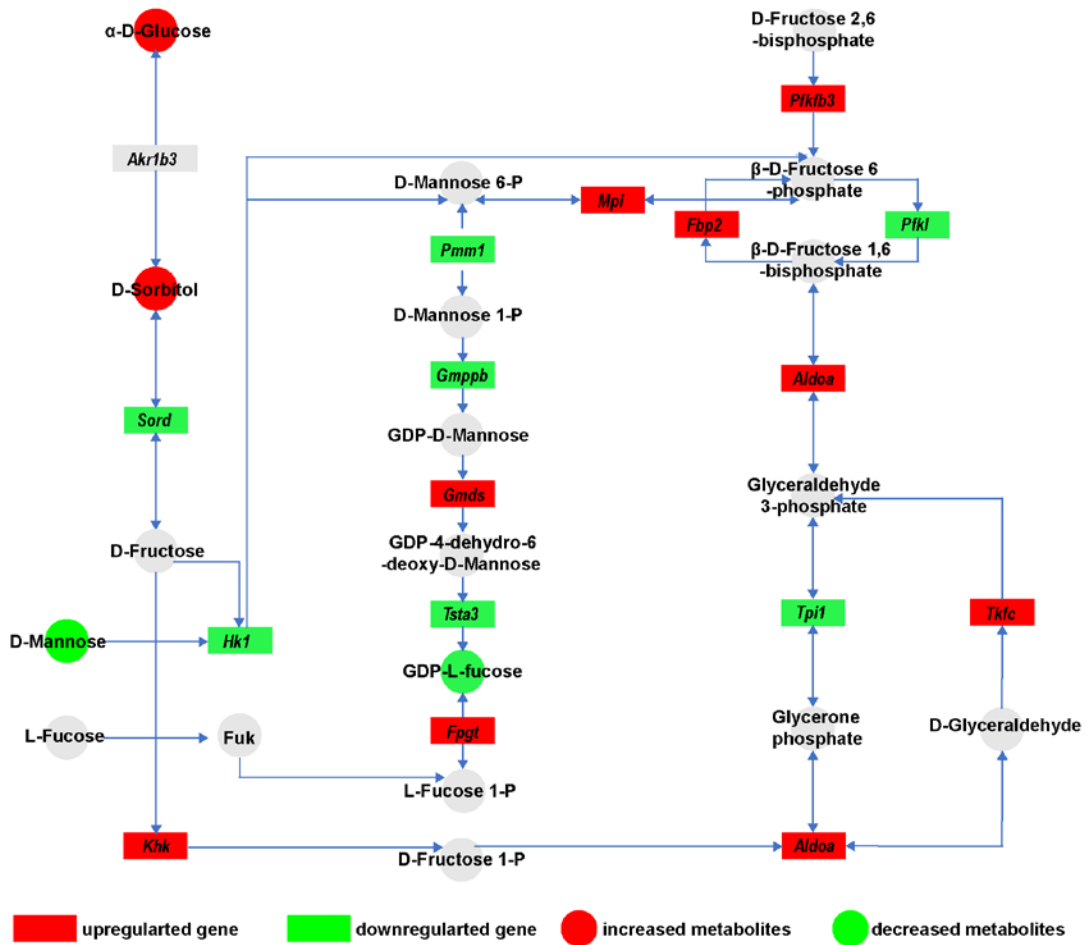 α-D-Glucose
D-Fructose 2,6
-bisphosphate
Pfkfb3
Akr1b3
D-Mannose 6-P
β-D-Fructose 6
-phosphate
Mpi
Fbp2
Pfkl
Pmm1
β-D-Fructose 1,6
-bisphosphate
D-Sorbitol
D-Mannose 1-P
Gmppb
Aldoa
Sord
GDP-D-Mannose
Gmds
Glyceraldehyde
3-phosphate
D-Fructose
GDP-4-dehydro-6
-deoxy-D-Mannose
Tsta3
Tpi1
Tkfc
D-Mannose
Hk1
GDP-L-fucose
L-Fucose
Fuk
Fpgt
Glycerone
phosphate
D-Glyceraldehyde
L-Fucose 1-P
Khk
D-Fructose 1-P
Aldoa
upregularted gene
downregularted gene
increased metabolites
decreased metabolites